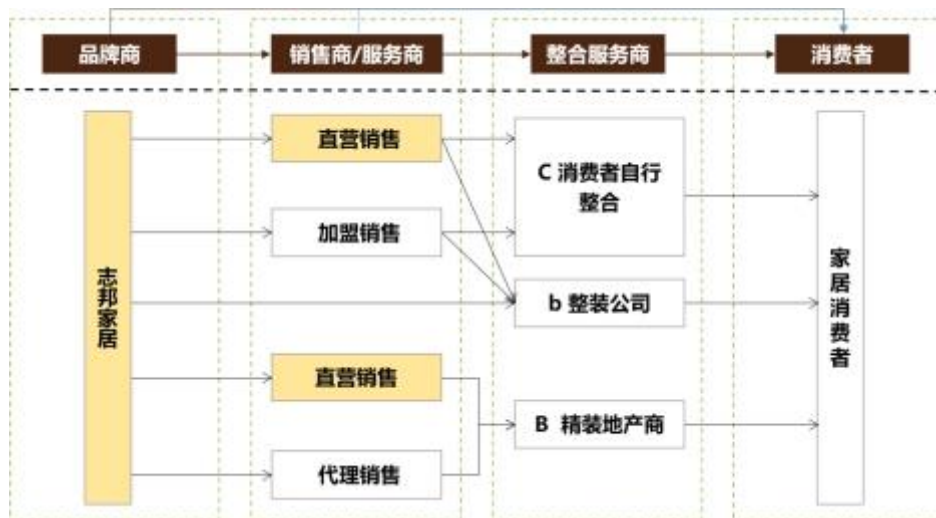 品牌商
销售商/服务商
整合服务商
消费者
志邦家居
直营销售
加盟销售
直营销售
代理销售
C 消费者自行
整合
b 整装公司
B 精装地产商
家居消费者